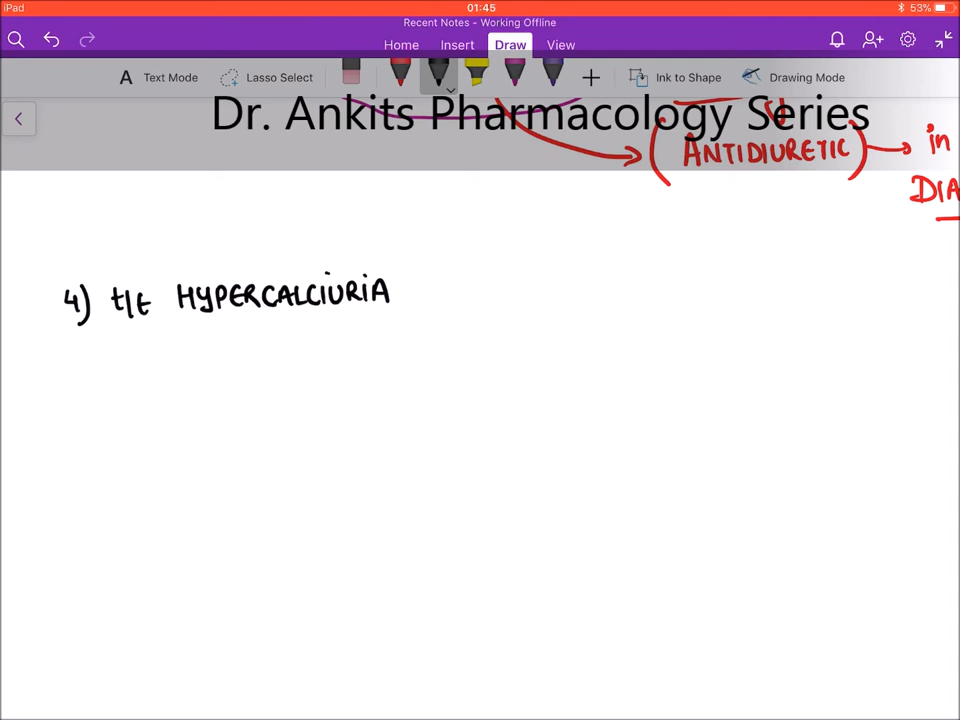 iPad 01:45 53%
Recent Notes - Working Offline
Home Insert Draw View
A Text Mode Lasso Select Ink to Shape Drawing Mode
Dr. Ankits Pharmacology Series
(ANTIDIURETIC) → in
DIA
4) t/t HYPERCALCIURIA